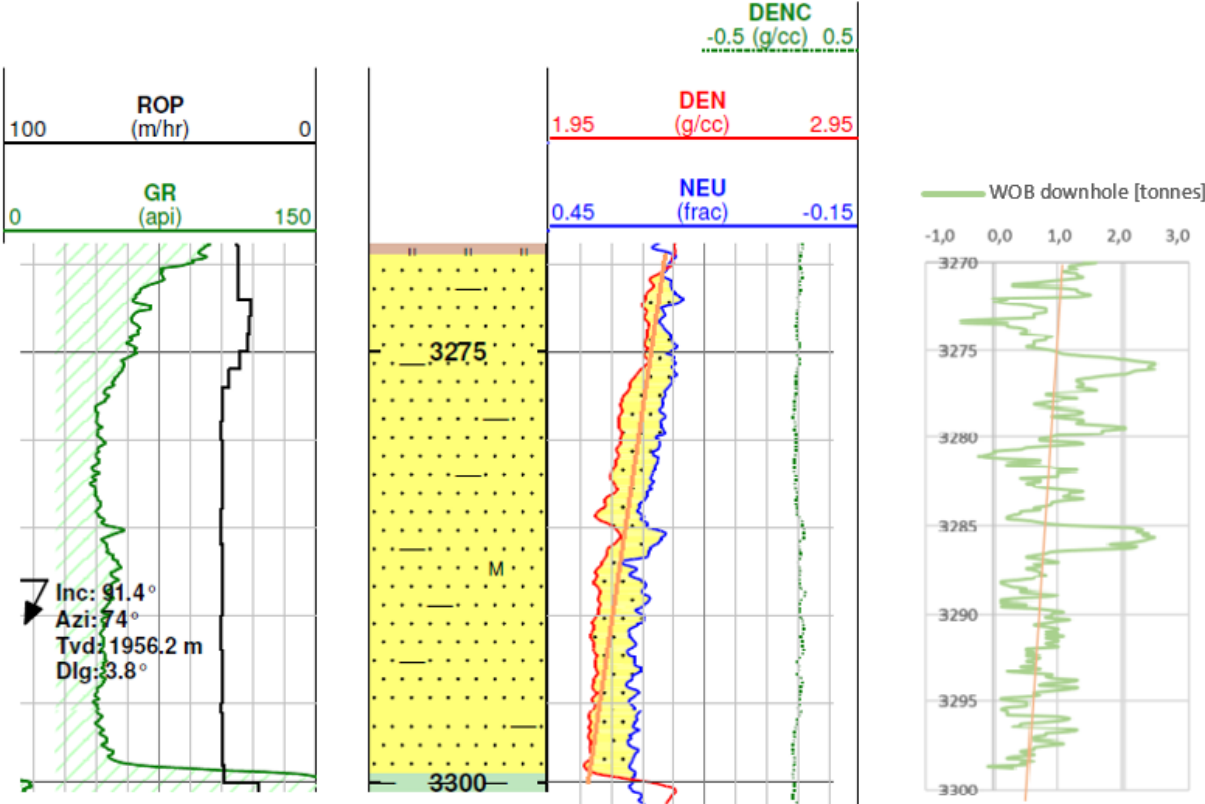 DENC
-0.5 (g/cc) 0.5
ROP
100 (m/hr) 0
DEN
1.95 (g/cc) 2.95
GR
0 (api) 150
NEU
0.45 (frac) -0.15
WOB downhole [tonnes]
-1,0 0,0 1,0 2,0 3,0
3270
3275
3275
3280
3285
M
Inc: 91.4°
Azi: 74°
Tvd: 1956.2 m
Dlg: 3.8°
3290
3295
3300
3300